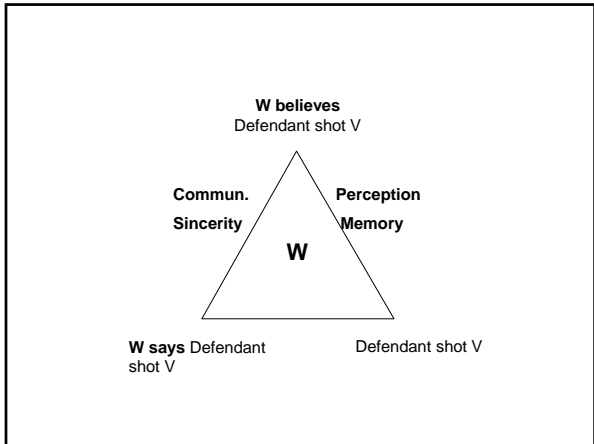 W believes
Defendant shot V
Commun. Perception
Sincerity Memory
W
W says Defendant
shot V
Defendant shot V